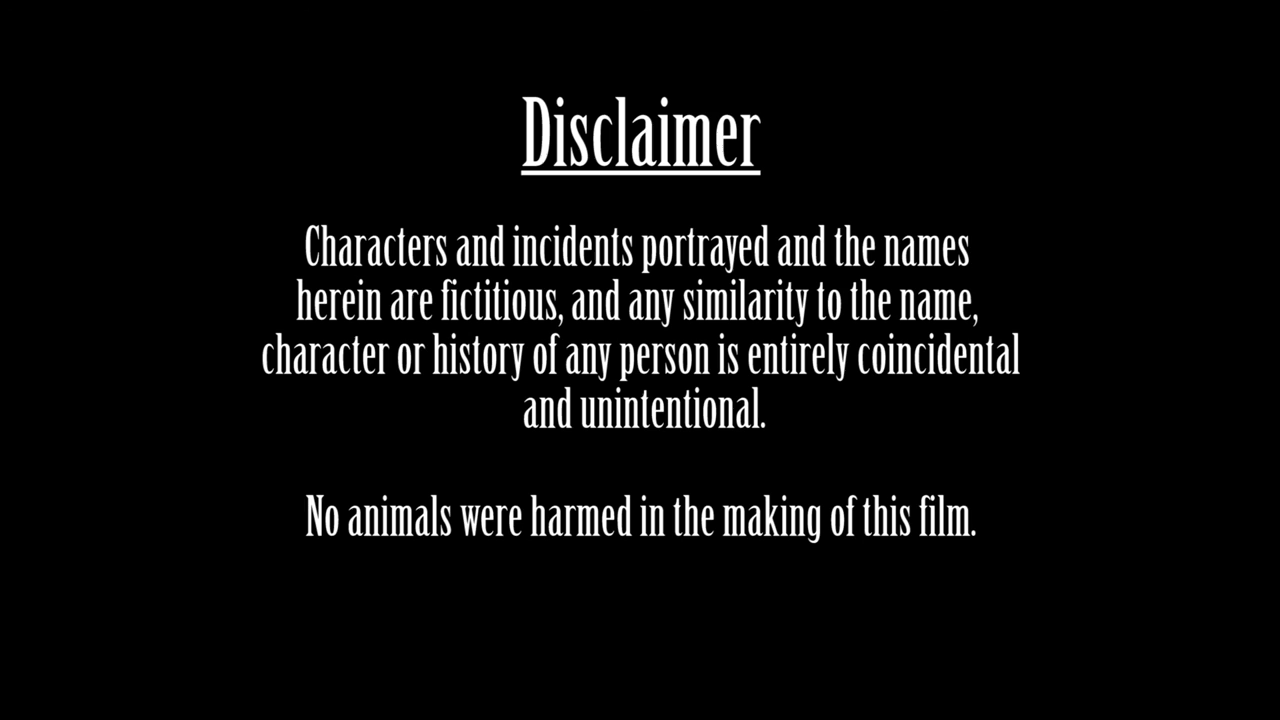 Disclaimer
Characters and incidents portrayed and the names
herein are fictitious, and any similarity to the name,
character or history of any person is entirely coincidental
and unintentional.
No animals were harmed in the making of this film.